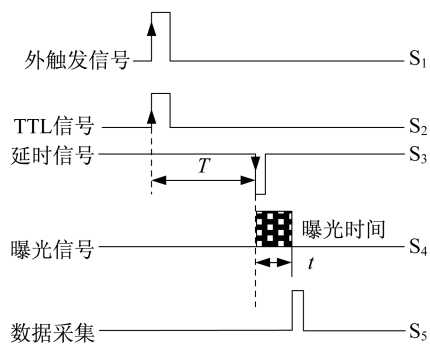 外触发信号 S₁
TTL信号 S₂
延时信号 S₃
T
曝光时间
曝光信号 S₄
t
数据采集 S₅